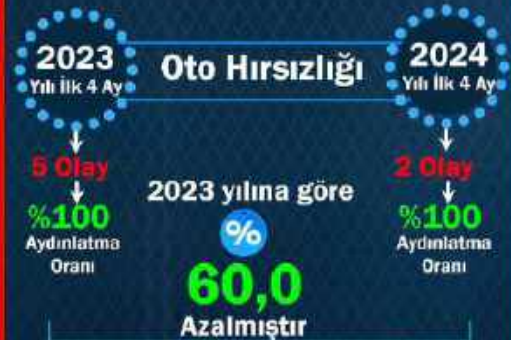 2023
Yılı İlk 4 Ay
Oto Hırsızlığı
2024
Yılı İlk 4 Ay
5 Olay
%100
Aydınlatma
Oranı
2023 yılına göre
%
60,0
Azalmıştır
2 Olay
%100
Aydınlatma
Oranı